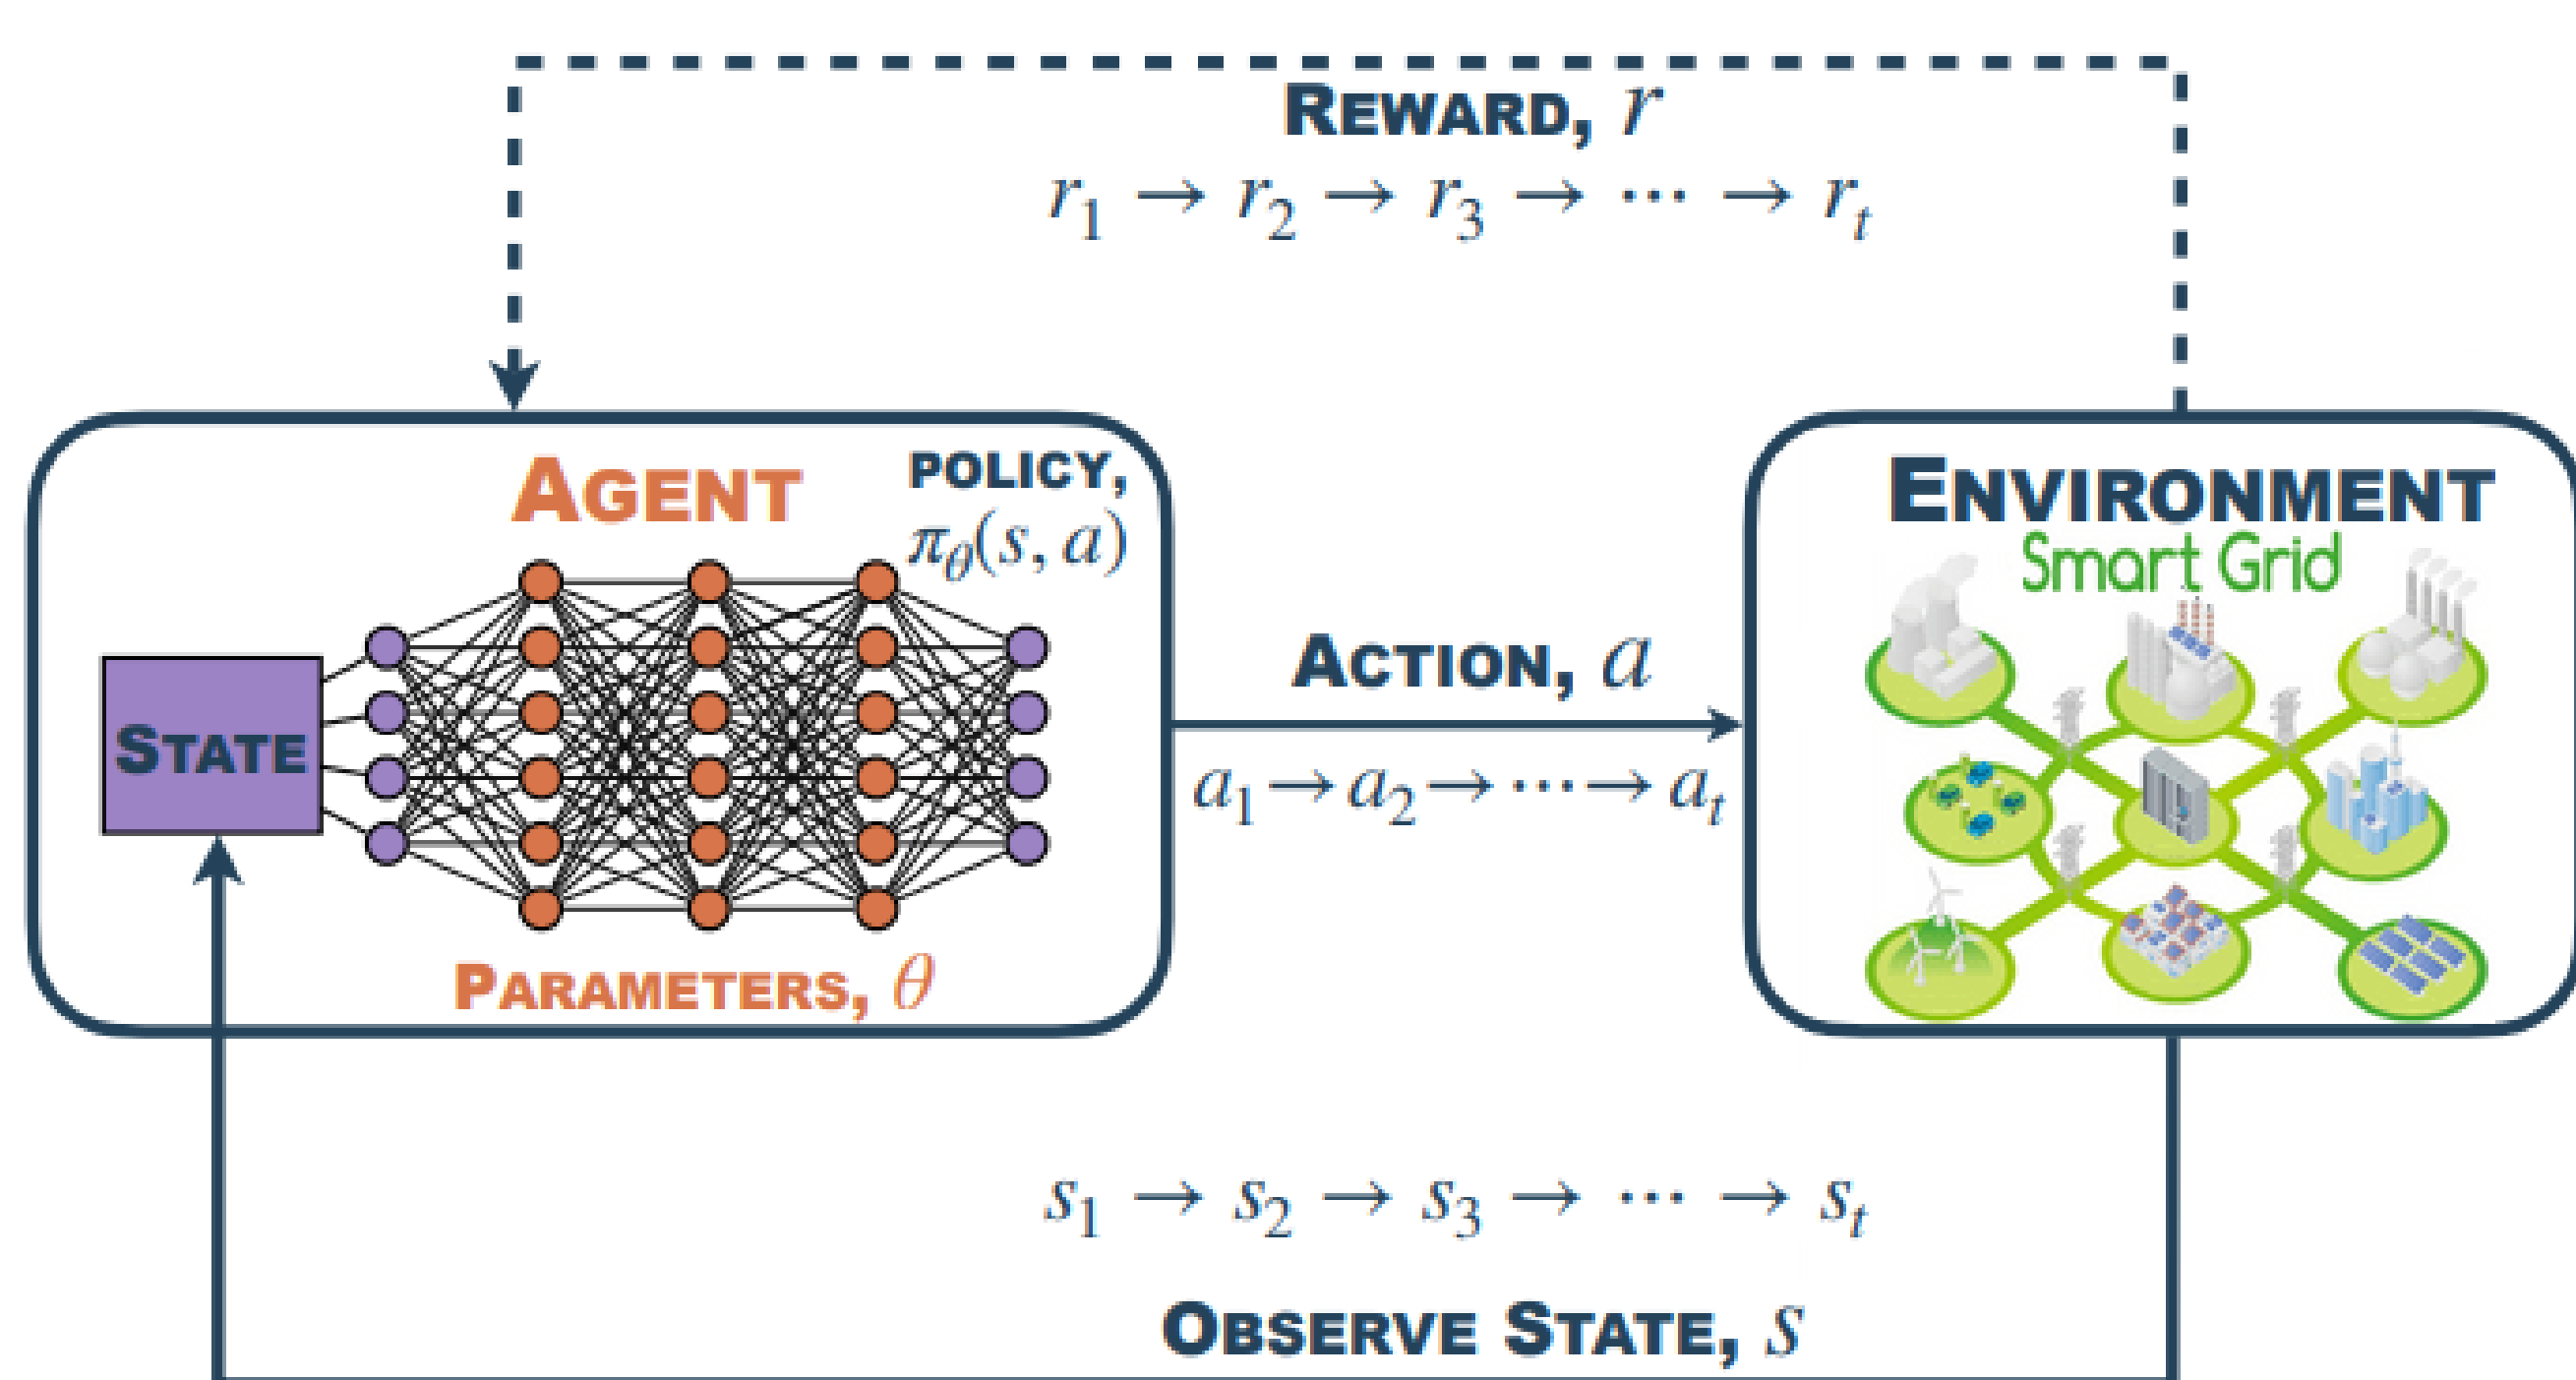 REWARD, r
r1 → r2 → r3 → ⋯ → rt
AGENT
POLICY,
πθ(s, a)
STATE
PARAMETERS, θ
ACTION, a
a1 → a2 → ⋯ → at
ENVIRONMENT
Smart Grid
s1 → s2 → s3 → ⋯ → st
OBSERVE STATE, s